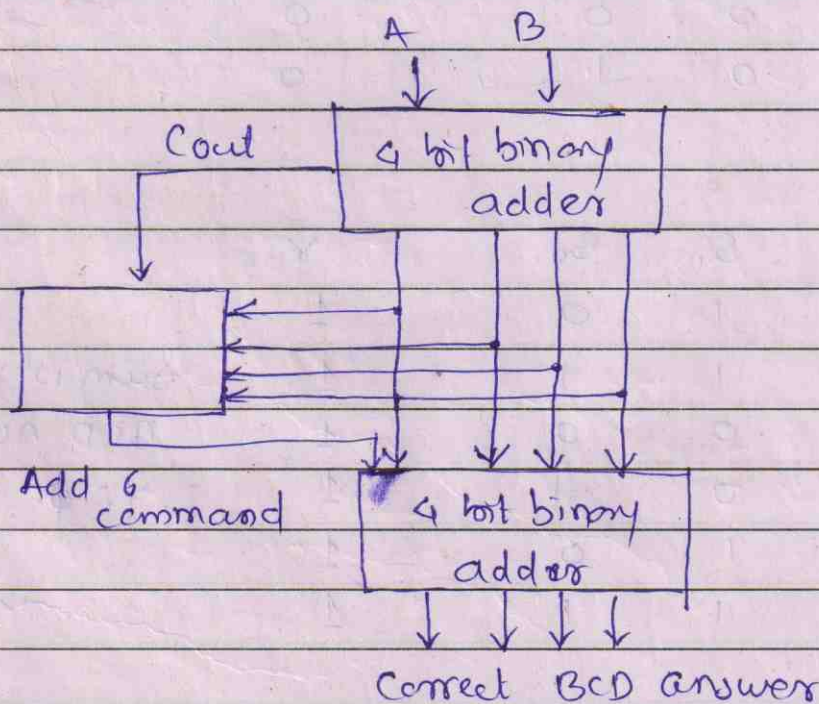 A B
Cout
4 bit binary
adder
Add 6
command
4 bit binary
adder
Correct BCD answer